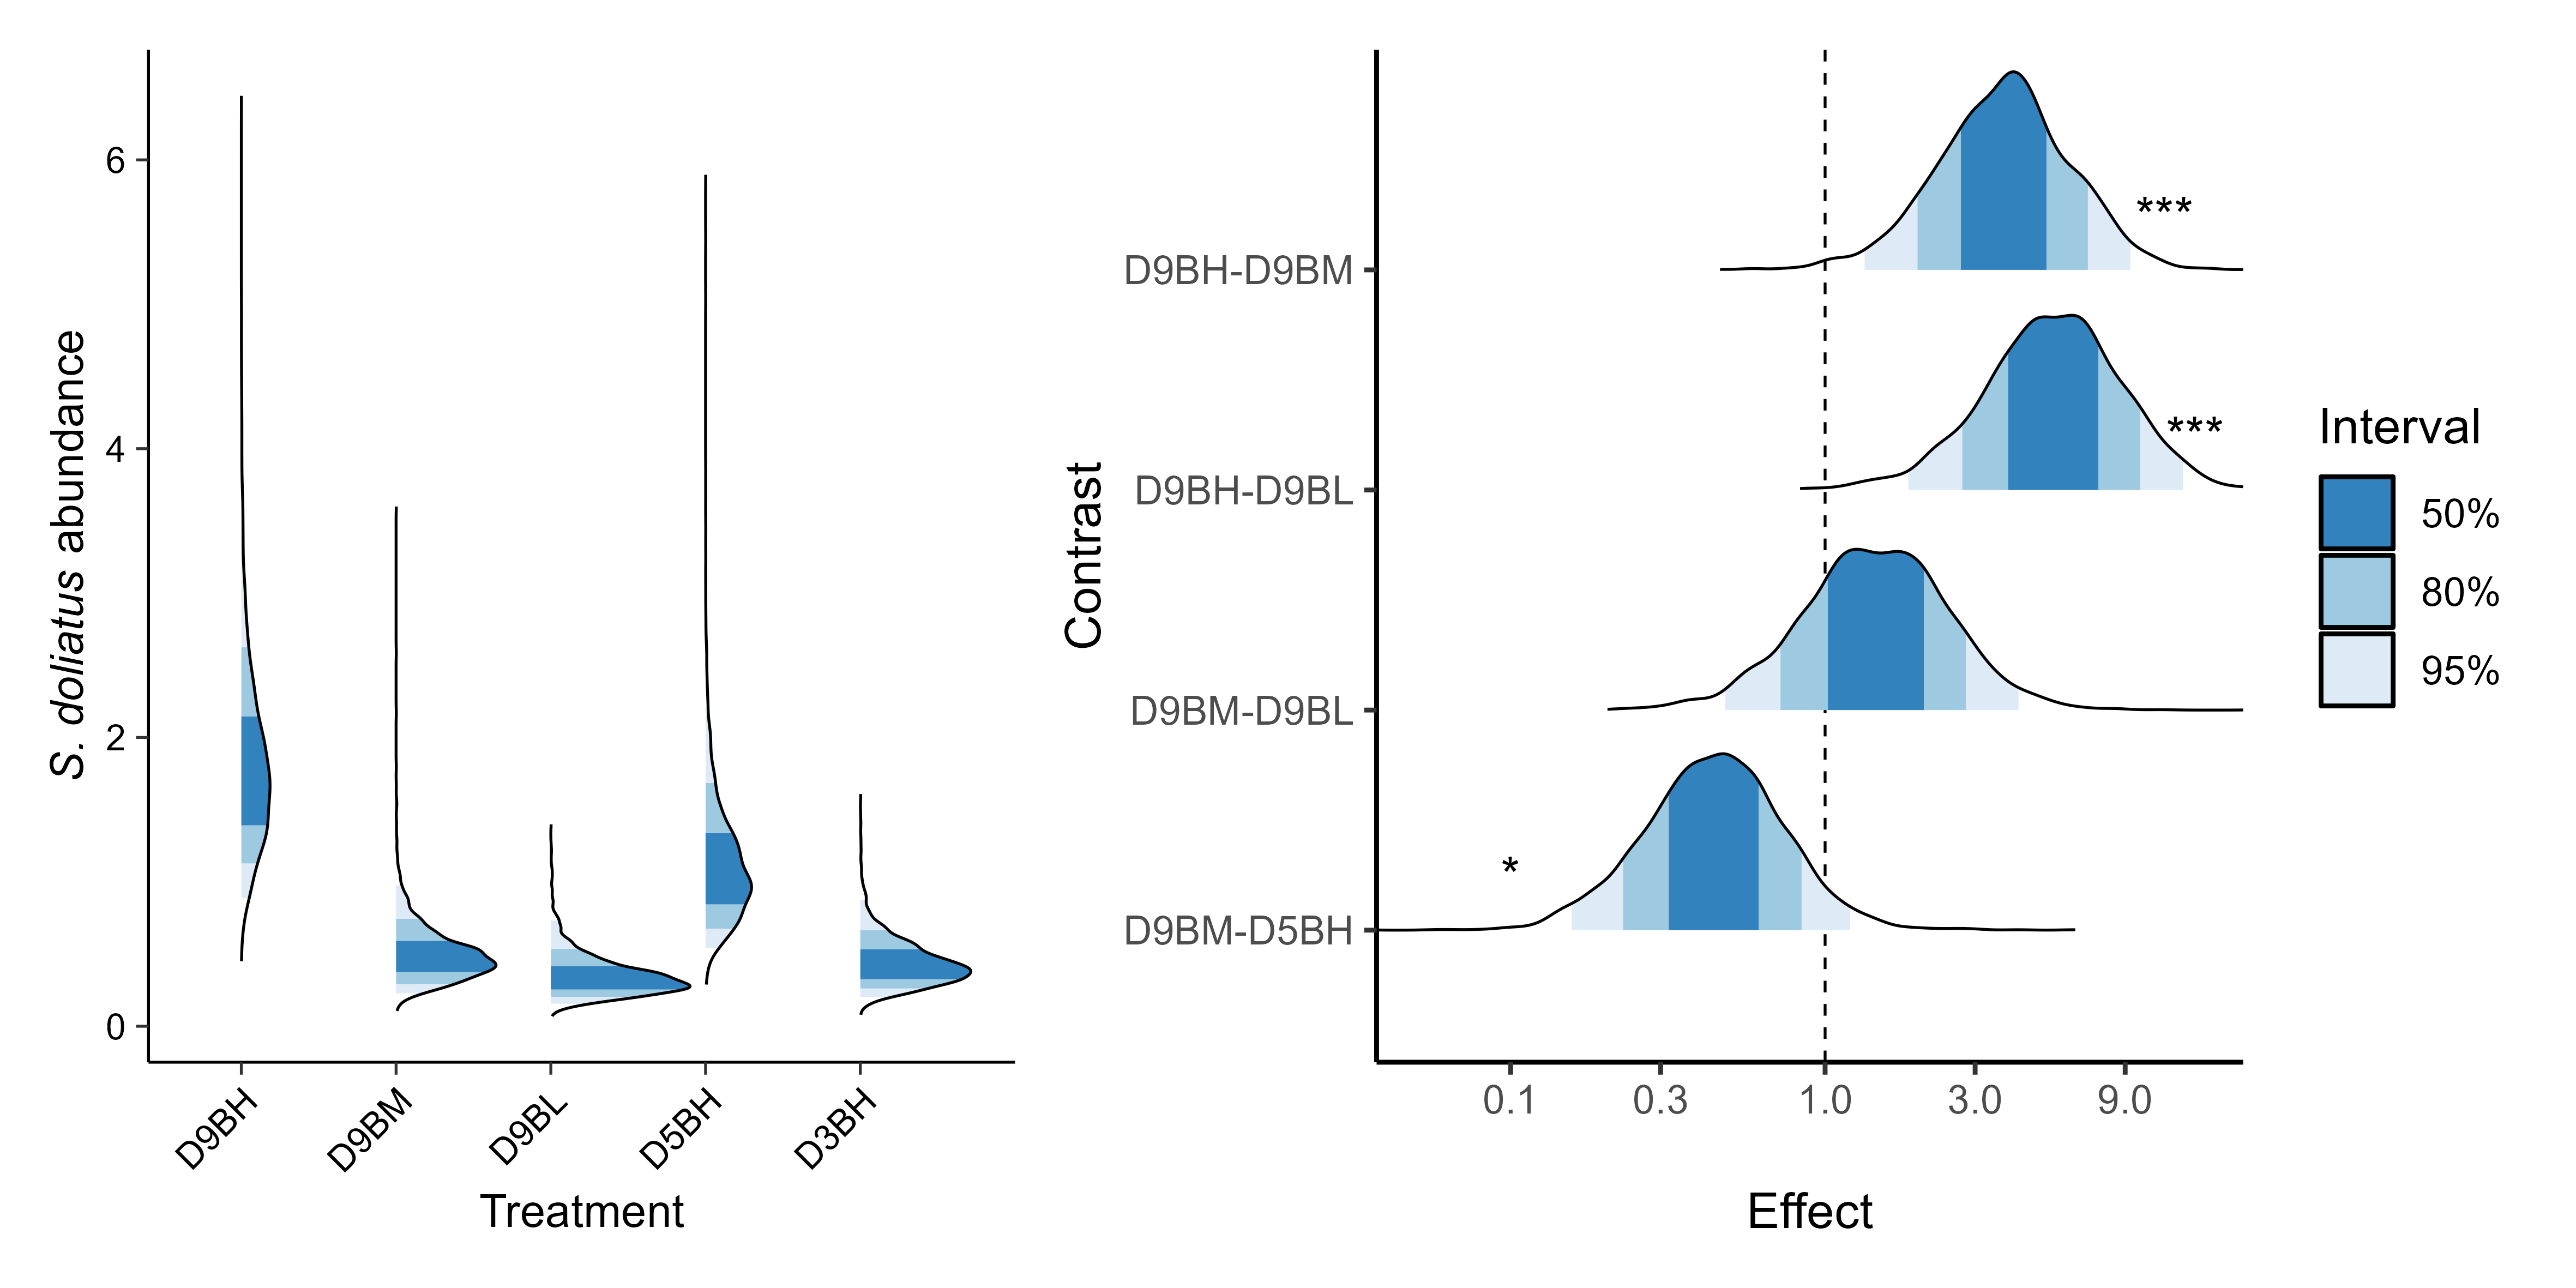 S. doliatus abundance
6
4
2
0
D9BH
D9BM
D9BL
D5BH
D3BH
Treatment
Contrast
D9BH-D9BM
D9BH-D9BL
D9BM-D9BL
D9BM-D5BH
***
***
*
0.1
0.3
1.0
3.0
9.0
Effect
Interval
50%
80%
95%